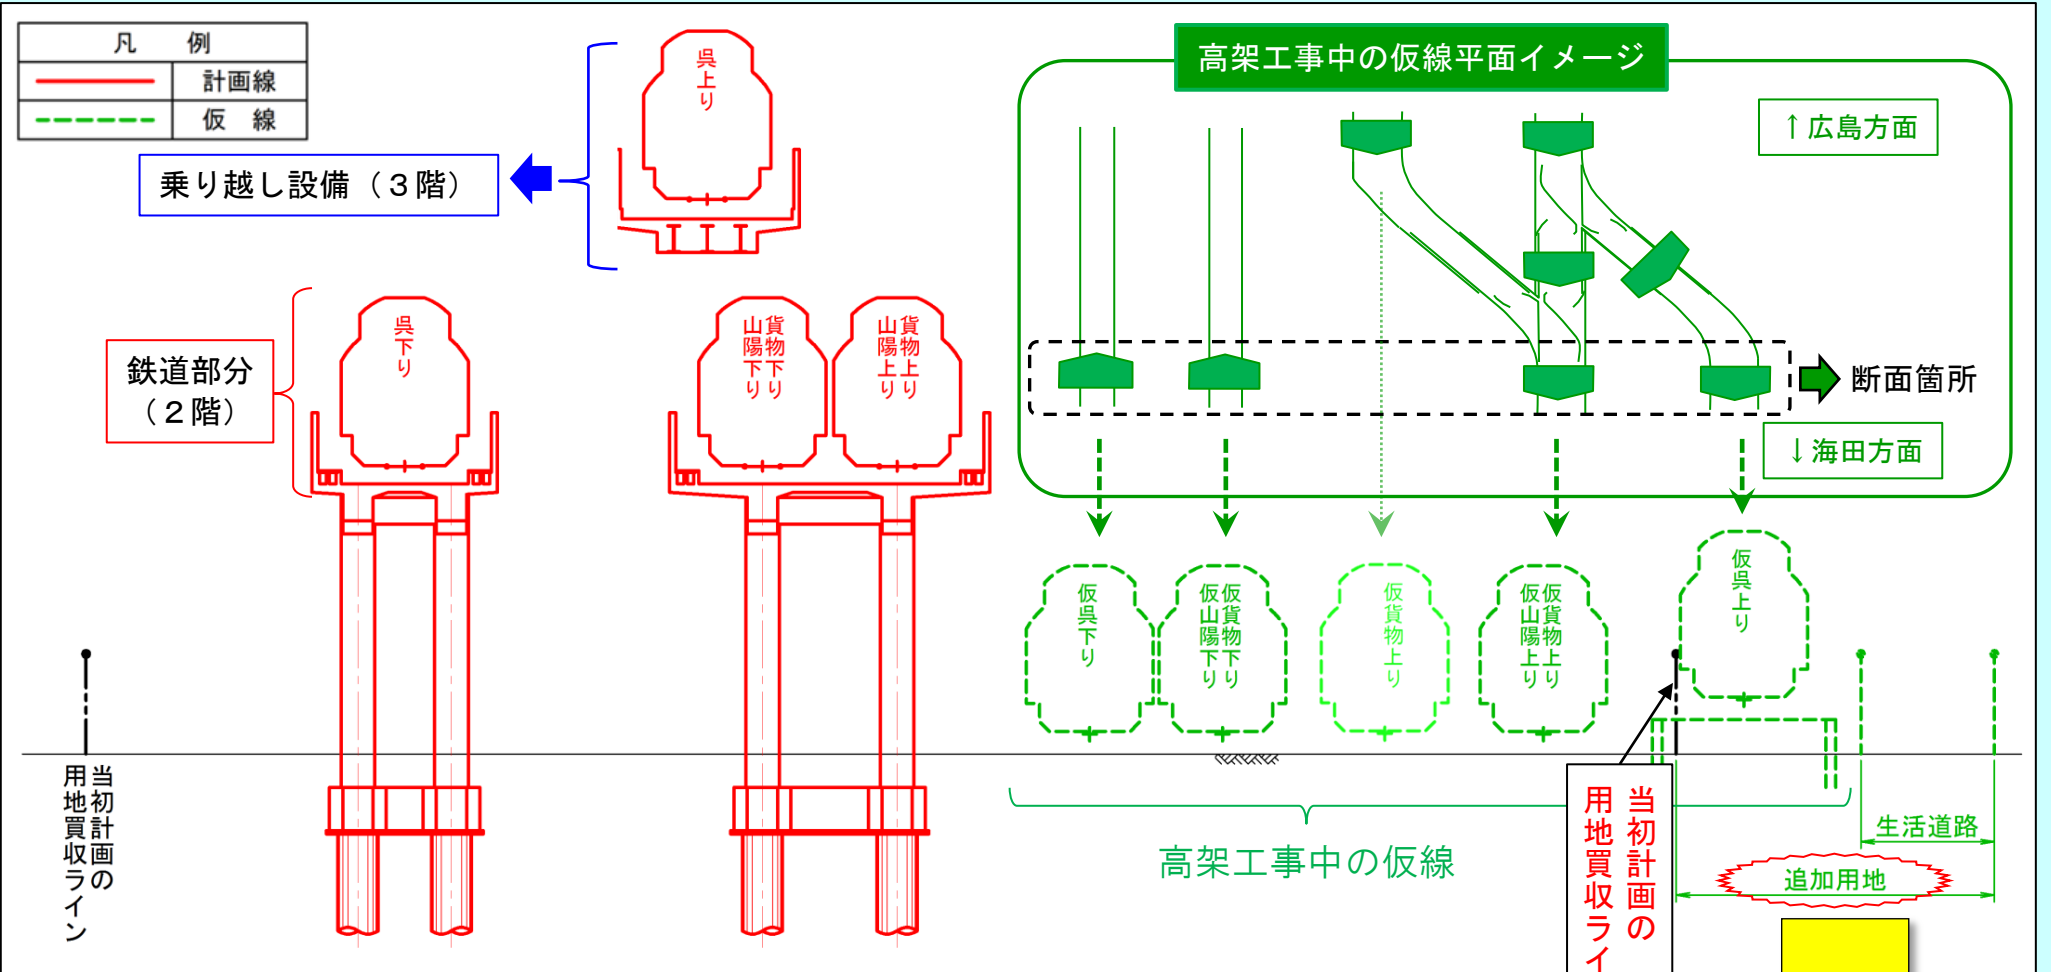 凡 例
計画線
仮 線
乗り越し設備（３階）
呉上り
鉄道部分
（２階）
呉下り
貨物下り
山陽下り
貨物上り
山陽上り
高架工事中の仮線平面イメージ
↑広島方面
断面箇所
↓海田方面
仮呉下り
仮貨物下り
仮山陽下り
仮貨物上り
仮貨物上り
仮山陽上り
仮呉上り
当初計画の
用地買収ライン
高架工事中の仮線
当初計画の
用地買収ライ
生活道路
追加用地